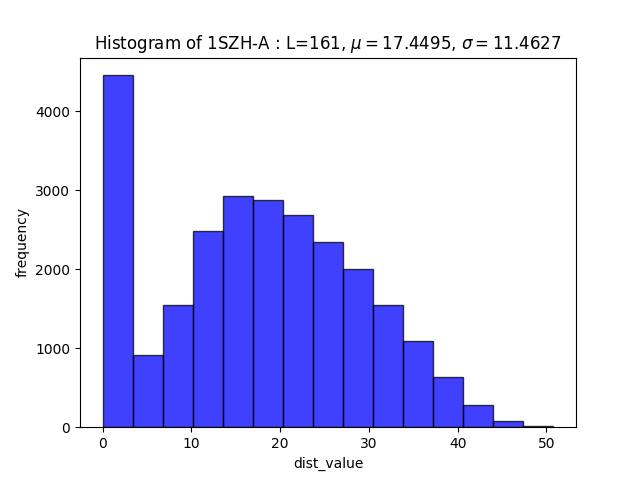 Histogram of 1SZH-A : L=161, μ = 17.4495, σ = 11.4627
4000
3000
2000
1000
0
frequency
0 10 20 30 40 50
dist_value